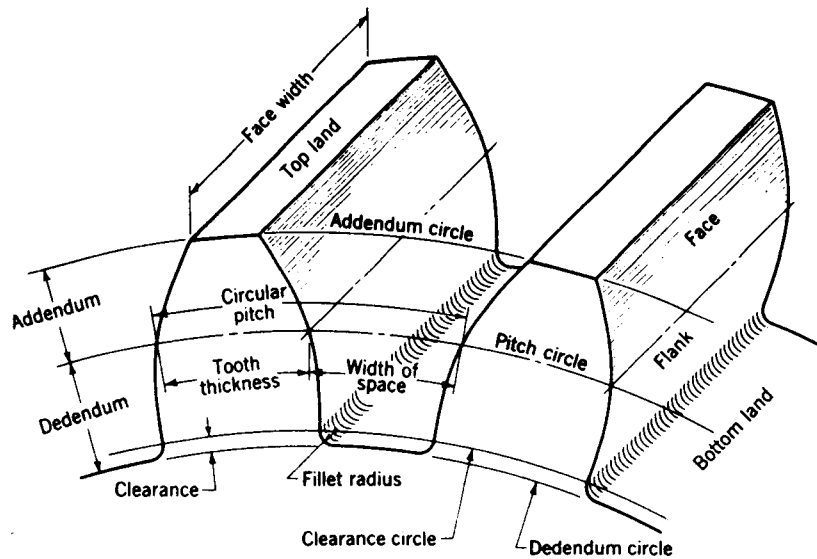 Face width
Top land
Addendum circle
Face
Addendum
Circular
pitch
Pitch circle
Flank
Tooth
thickness
Width of
space
Dedendum
Bottom land
Clearance
Fillet radius
Clearance circle
Dedendum circle